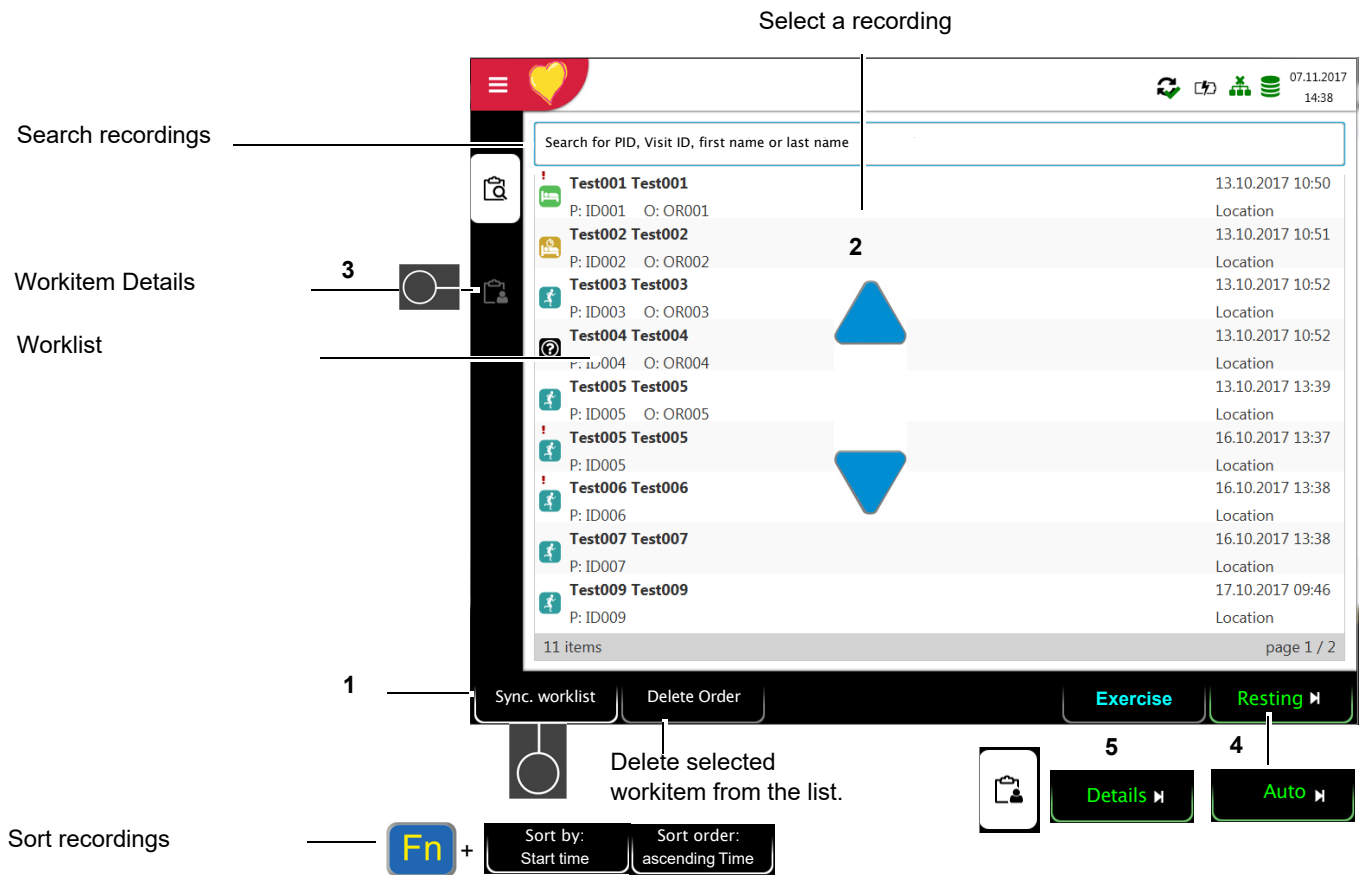 Select a recording
07.11.2017
14:38
Search recordings
Search for PID, Visit ID, first name or last name
! Test001 Test001 13.10.2017 10:50
P: ID001 O: OR001 Location
Test002 Test002 13.10.2017 10:51
2
P: ID002 O: OR002 Location
3
Workitem Details
Test003 Test003 13.10.2017 10:52
P: ID003 O: OR003 Location
Worklist
Test004 Test004 13.10.2017 10:52
P: ID004 O: OR004 Location
Test005 Test005 13.10.2017 13:39
P: ID005 O: OR005 Location
! Test005 Test005 16.10.2017 13:37
P: ID005 Location
! Test006 Test006 16.10.2017 13:38
P: ID006 Location
Test007 Test007 16.10.2017 13:38
P: ID007 Location
Test009 Test009 17.10.2017 09:46
P: ID009 Location
11 items page 1 / 2
1
Sync. worklist Delete Order Exercise Resting
Delete selected
workitem from the list.
5 4
Details Auto
Sort recordings
Fn + Sort by: Sort order:
Start time ascending Time